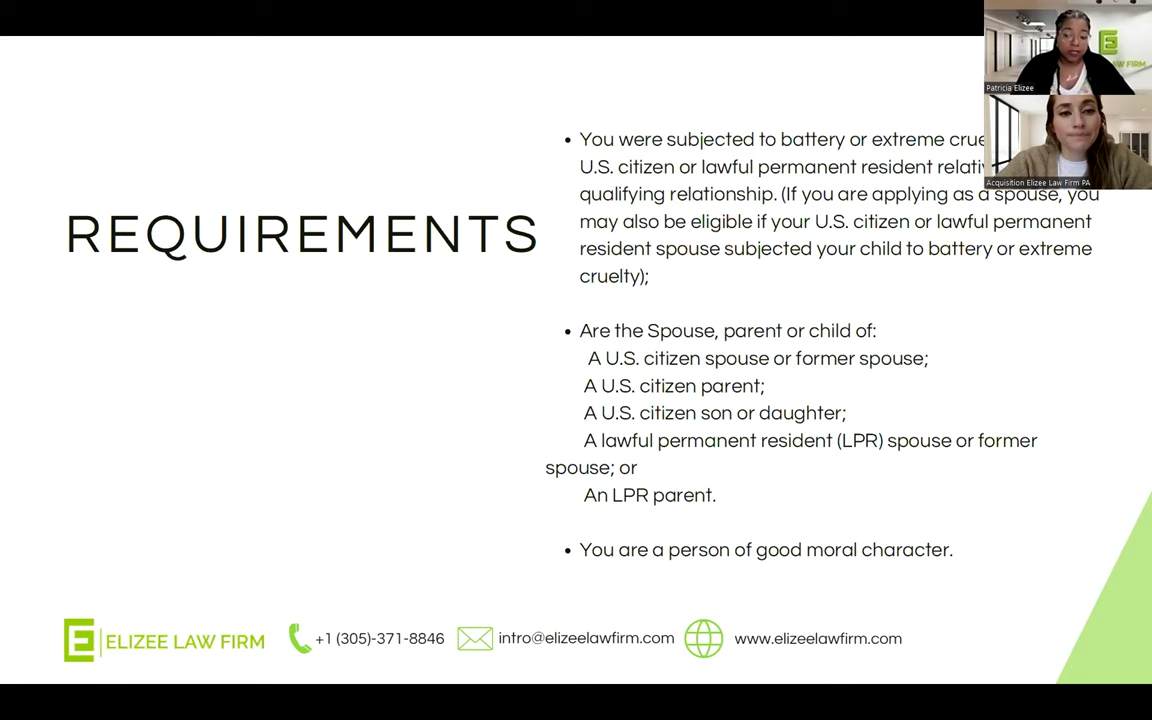 Patricia Elizee
Acquisition Elizee Law Firm PA
E
AW FIRM
REQUIREMENTS
• You were subjected to battery or extreme crue
U.S. citizen or lawful permanent resident relati
qualifying relationship. (If you are applying as a spouse, you
may also be eligible if your U.S. citizen or lawful permanent
resident spouse subjected your child to battery or extreme
cruelty);
• Are the Spouse, parent or child of:
A U.S. citizen spouse or former spouse;
A U.S. citizen parent;
A U.S. citizen son or daughter;
A lawful permanent resident (LPR) spouse or former
spouse; or
An LPR parent.
• You are a person of good moral character.
E ELIZEE LAW FIRM
+1 (305)-371-8846
intro@elizeelawfirm.com
www.elizeelawfirm.com